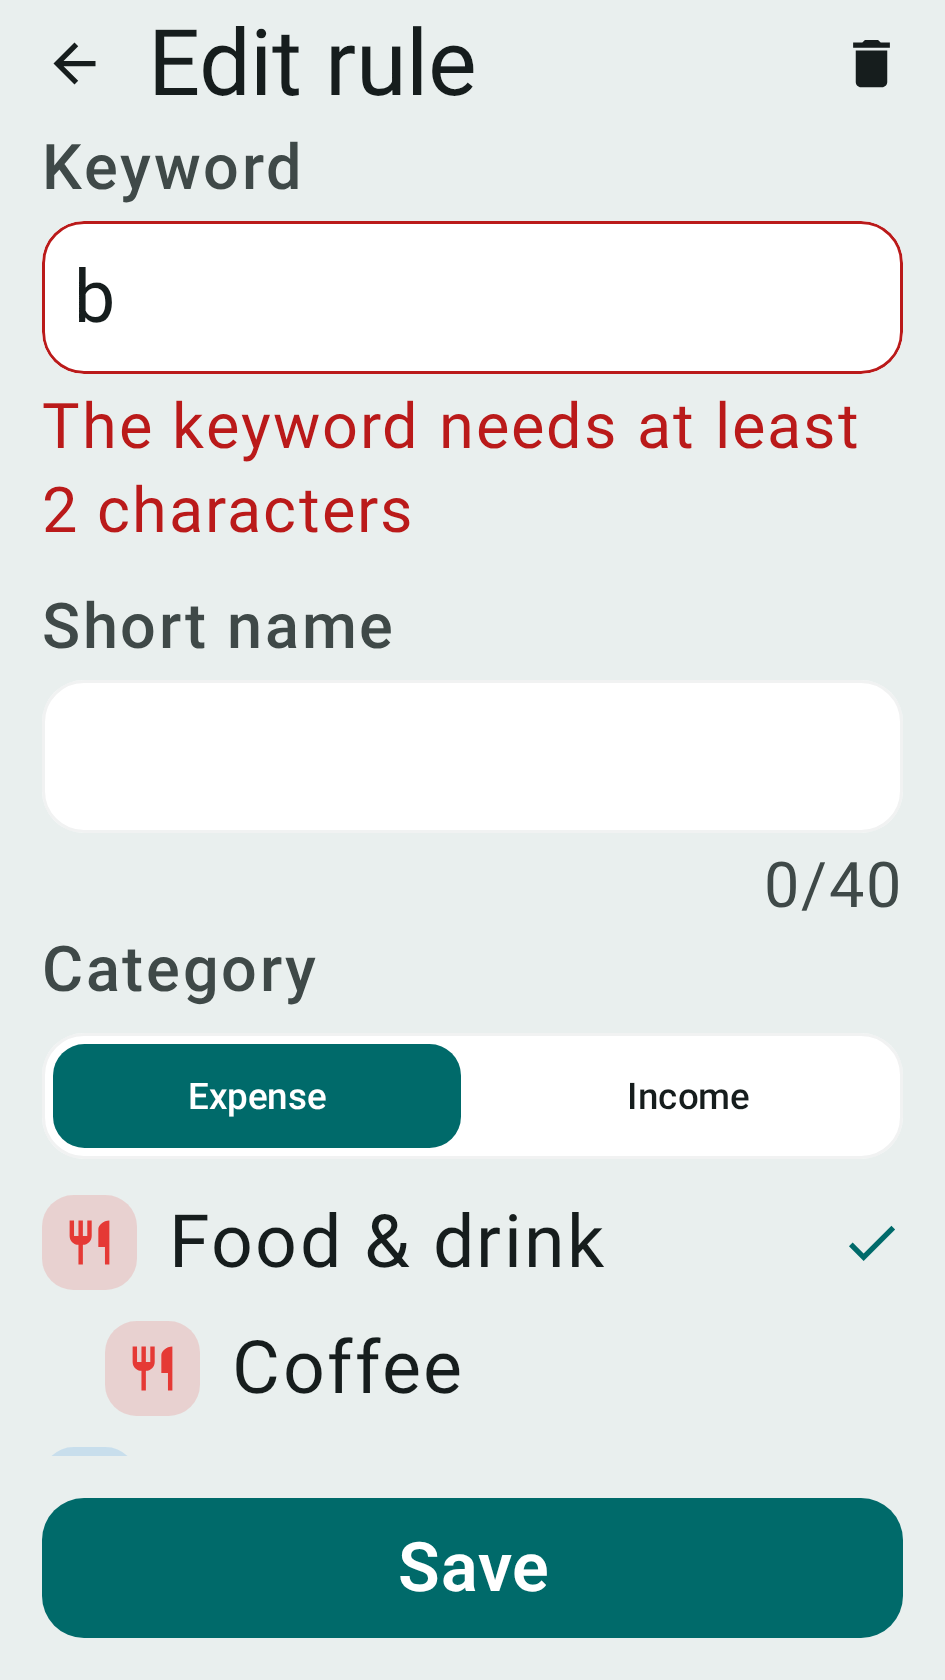 Edit rule
Keyword
b
The keyword needs at least
2 characters
Short name
0/40
Category
Expense
Income
Food & drink
Coffee
Save